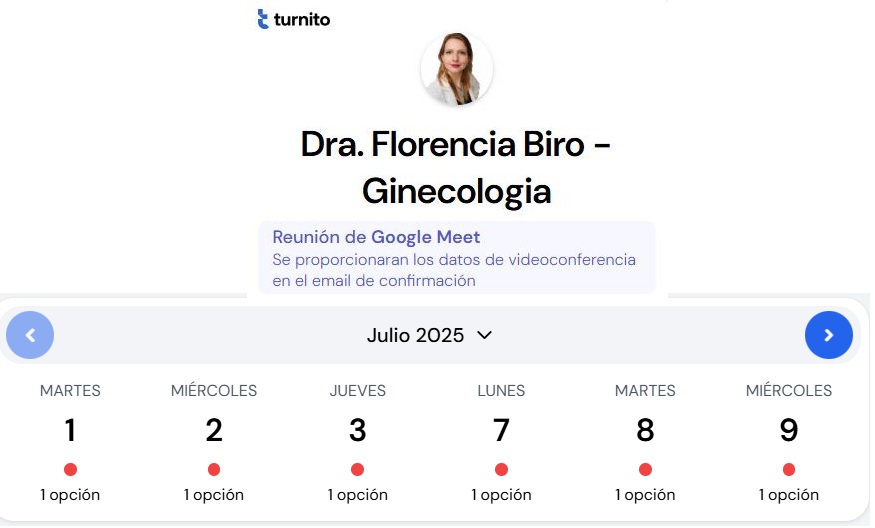 turnito
Dra. Florencia Biro -
Ginecologia
Reunión de Google Meet
Se proporcionaran los datos de videoconferencia
en el email de confirmación
Julio 2025
MARTES MIÉRCOLES JUEVES LUNES MARTES MIÉRCOLES
1 2 3 7 8 9
1 opción 1 opción 1 opción 1 opción 1 opción 1 opción